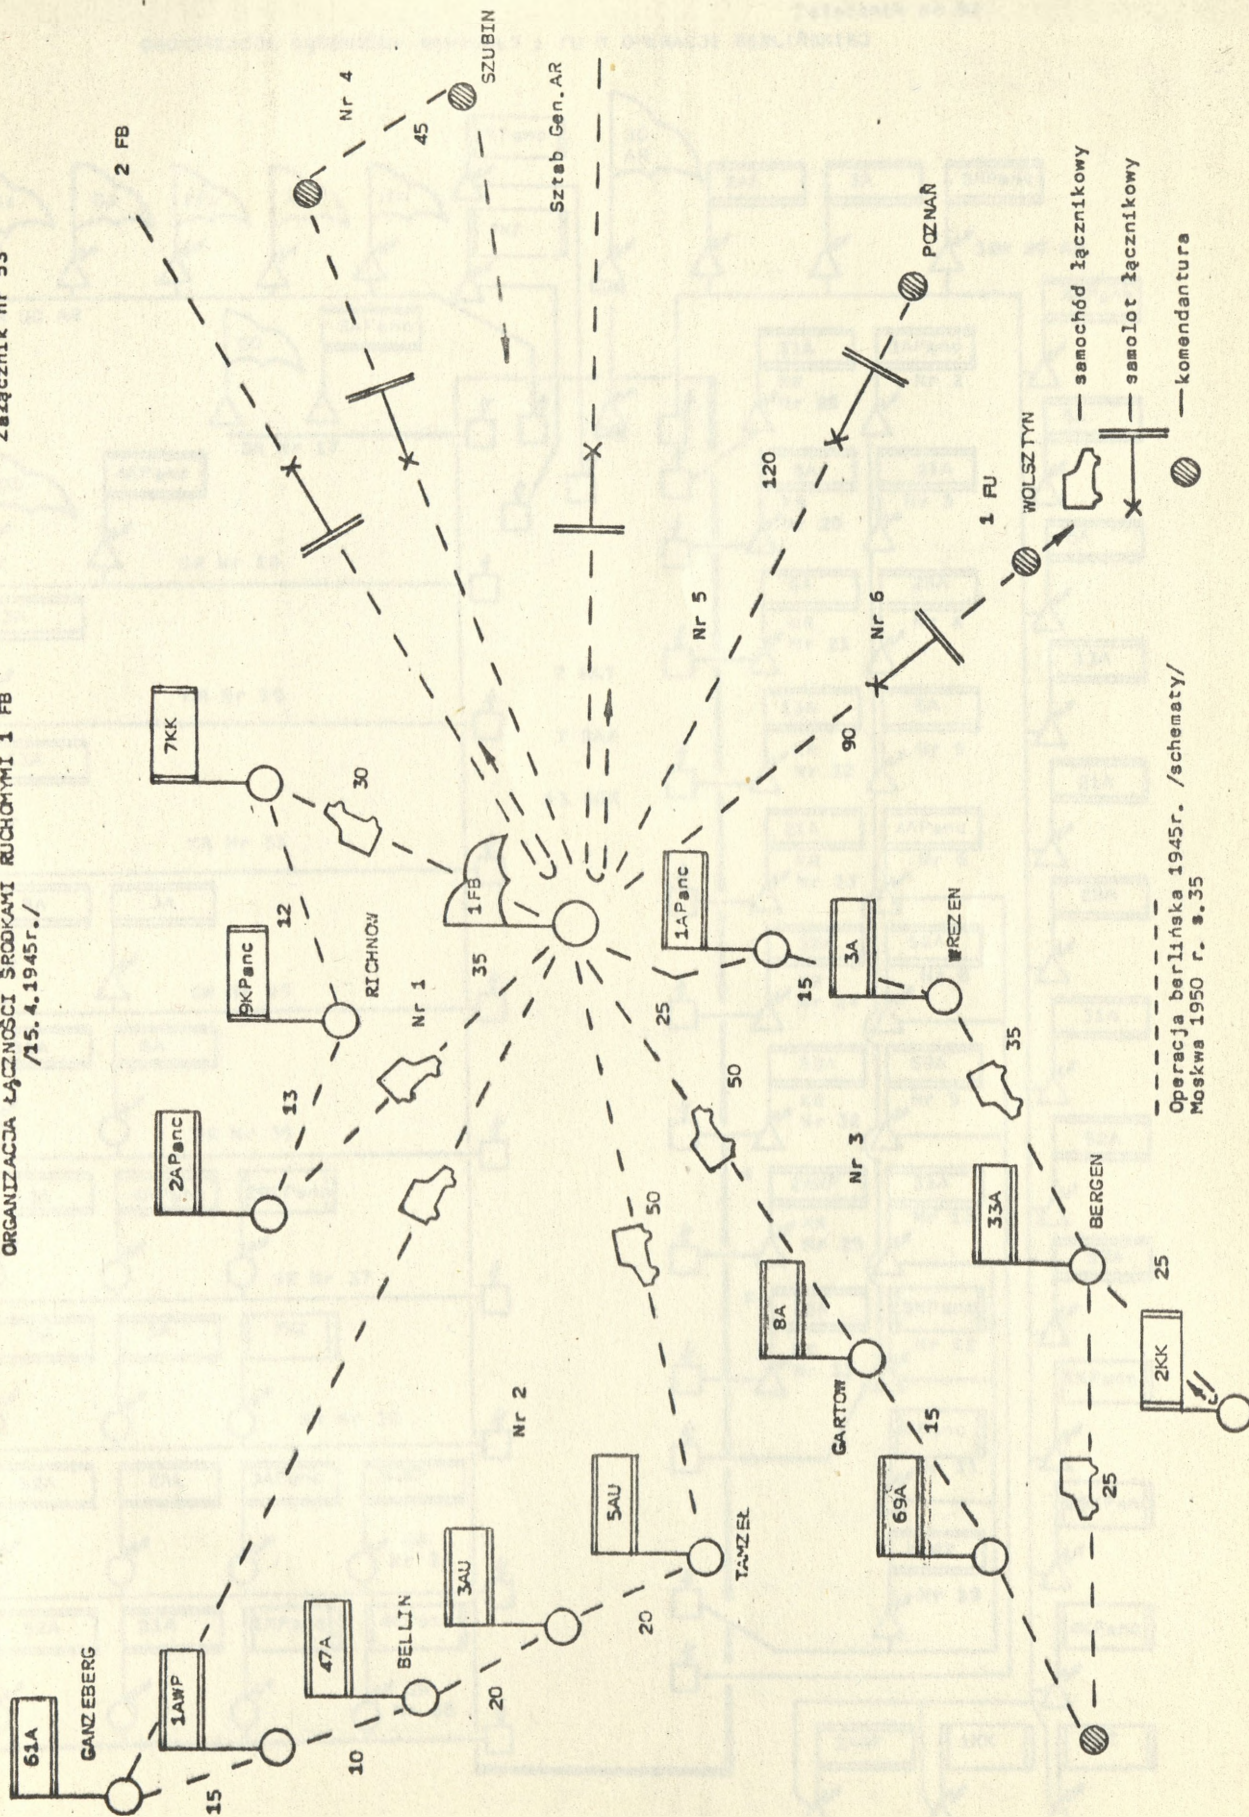 Załącznik nr 53
ORGANIZACJA ŁĄCZNOŚCI ŚRODKAMI RUCHOMYMI 1 FB
/15.4.1945r./
2 FB
Nr 4
45
SZUBIN
Sztab Gen.AR
7KK
30
12
9KPanc
RICHNOW
13
2APanc
Nr 1
35
1FB
61A
GANZEBERG
1AWP
15
10
47A
BELLIN
20
3AU
20
5AU
TAMZEŁ
Nr 2
50
50
Nr 3
8A
GARTOW
15
69A
25
1APanc
15
3A
WREZEN
35
33A
BERGEN
25
2KK
25
Nr 5
120
POZNAŃ
90
Nr 6
1 FU
WOLSZTYN
— samochód łącznikowy
— samolot łącznikowy
— komendantura
Operacja berlińska 1945r. /schematy/
Moskwa 1950 r. s.35